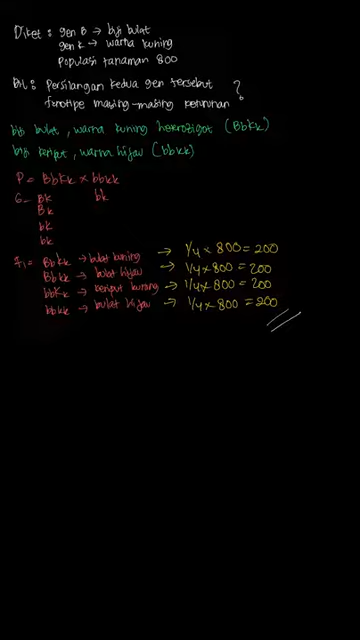 Diket: gen B → biji bulat
gen K → warna kuning
populasi tanaman 800
Dit: Persilangan kedua gen tersebut
fenotipe masing-masing keturunan ?
biji bulat, warna kuning heterozigot (BbKk)
biji keriput, warna hijau (bbkk)
P = BbKk × bbkk
G = BK bk
Bk
bK
bk
F1 = BbKk → bulat kuning → 1/4 × 800 = 200
Bbkk → bulat hijau → 1/4 × 800 = 200
bbKk → keriput kuning → 1/4 × 800 = 200
bbkk → bulat hijau → 1/4 × 800 = 200